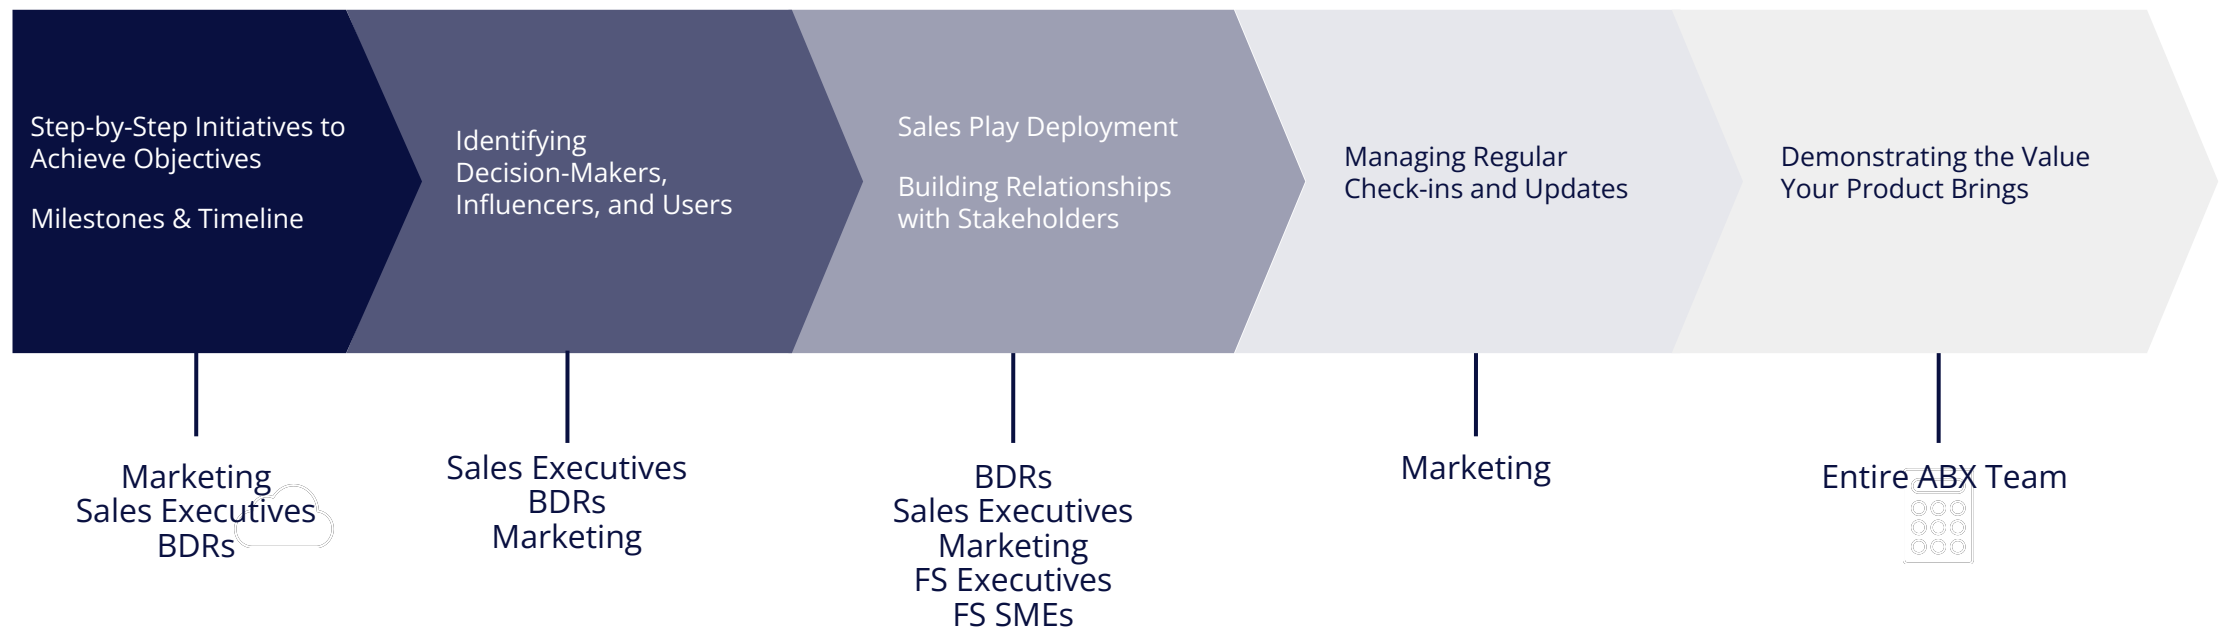 Step-by-Step Initiatives to
Achieve Objectives
Milestones & Timeline
Identifying
Decision-Makers,
Influencers, and Users
Sales Play Deployment
Building Relationships
with Stakeholders
Managing Regular
Check-ins and Updates
Demonstrating the Value
Your Product Brings
Marketing
Sales Executives
BDRs
Sales Executives
BDRs
Marketing
BDRs
Sales Executives
Marketing
FS Executives
FS SMEs
Marketing
Entire ABX Team